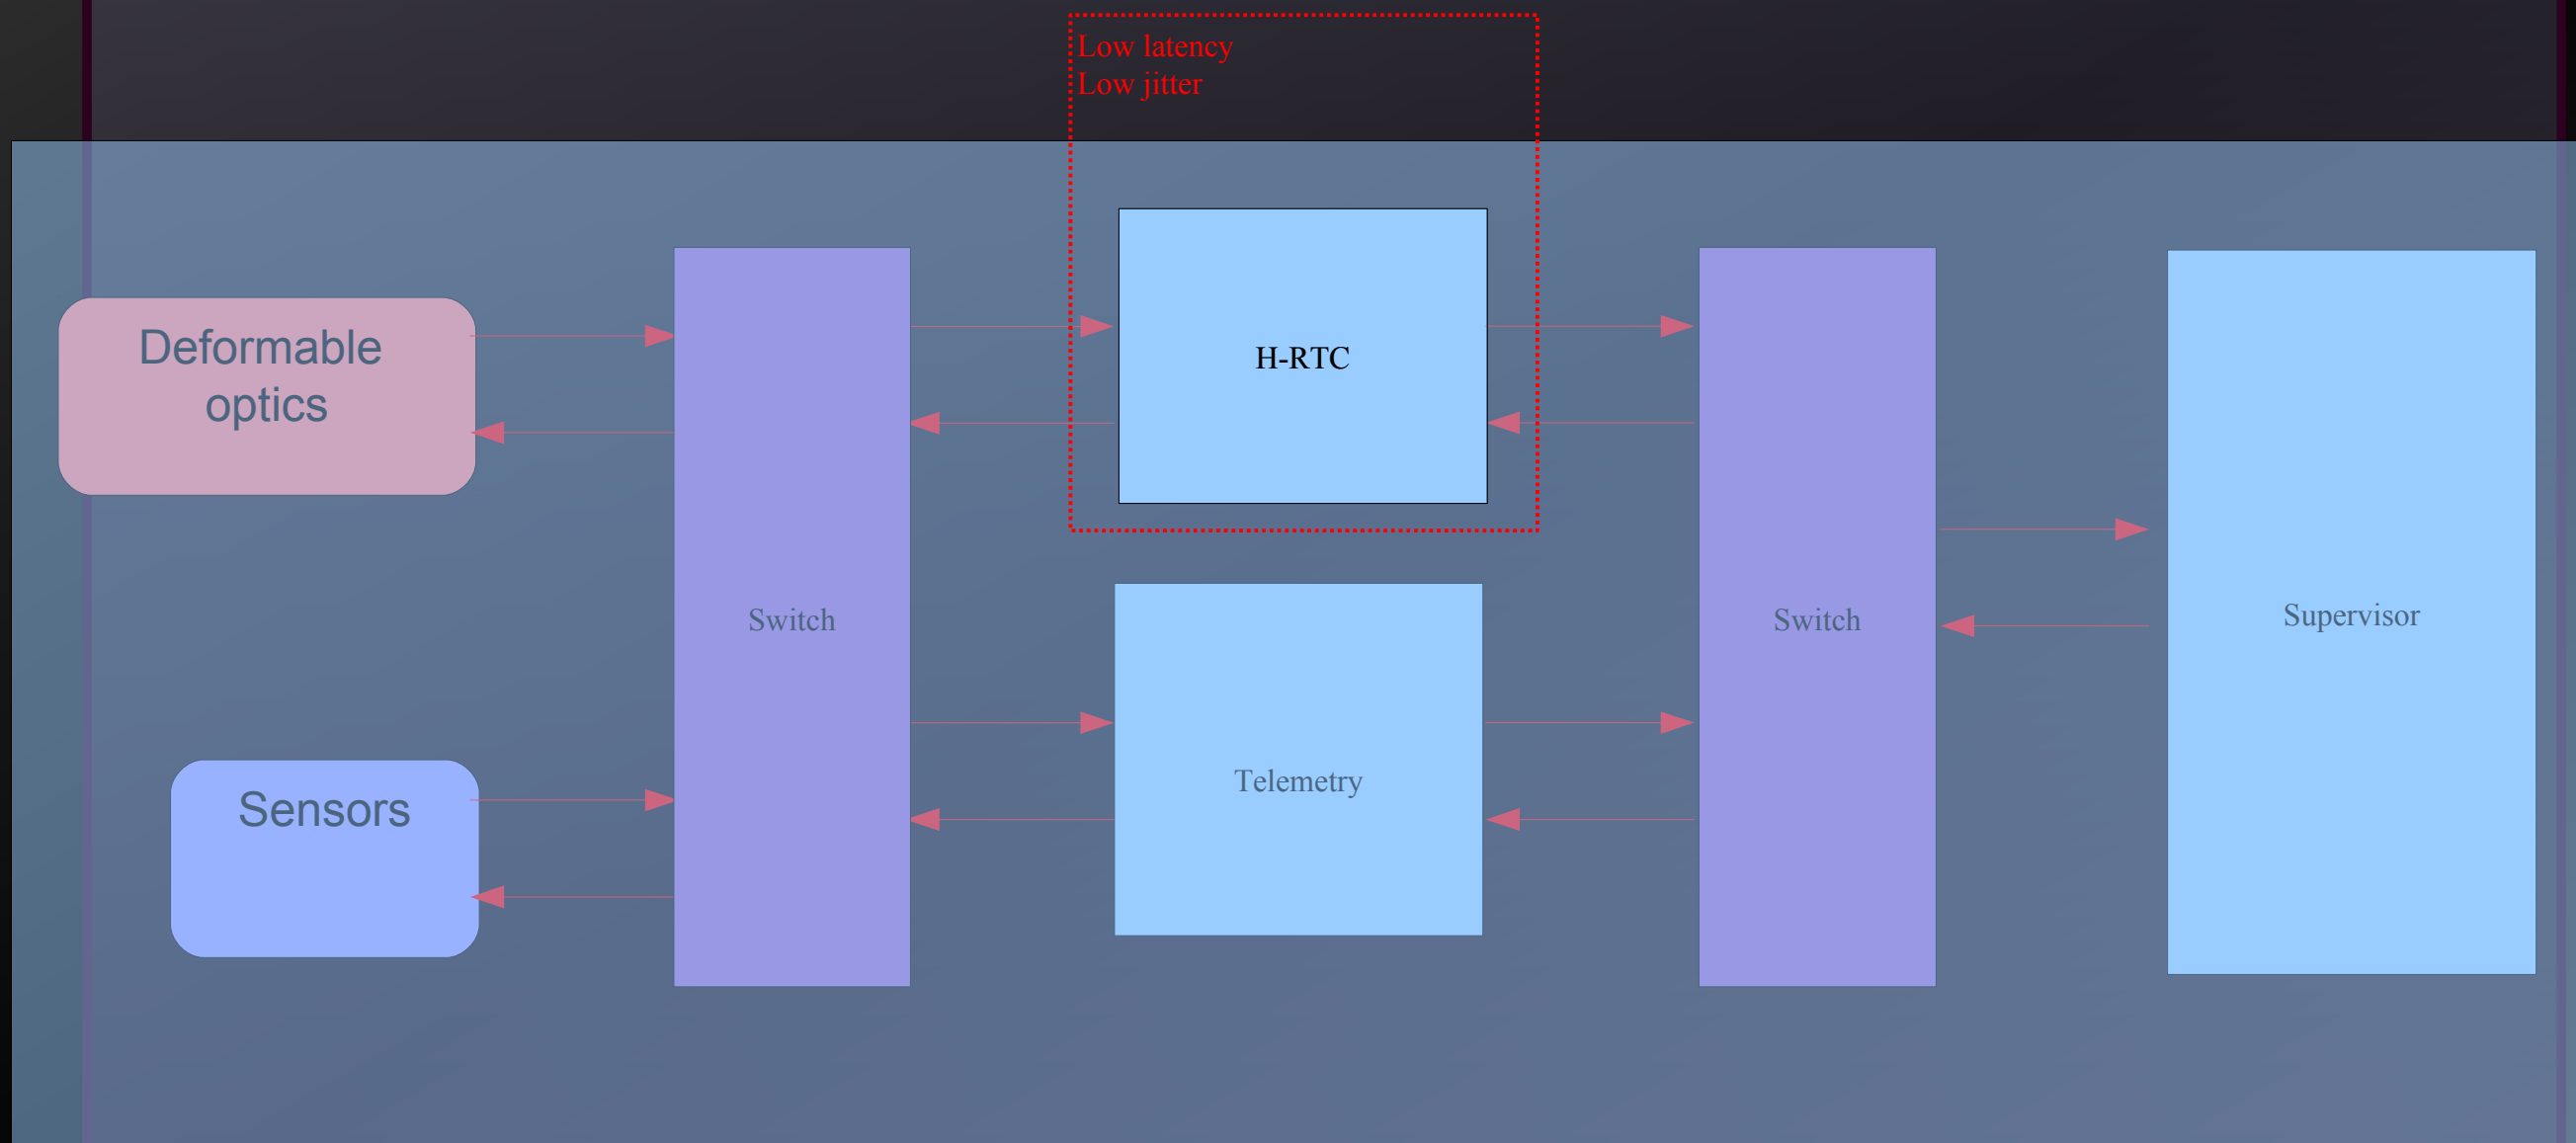 Low latency
Low jitter
Deformable
optics
H-RTC
Switch
Switch
Supervisor
Telemetry
Sensors